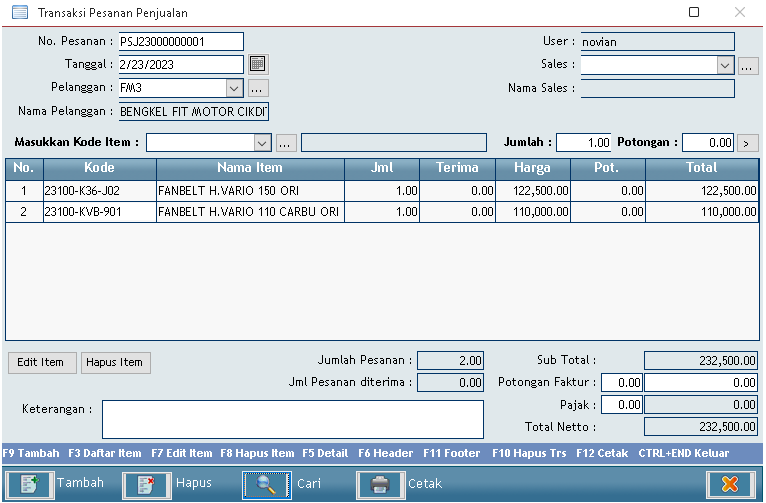 Transaksi Pesanan Penjualan
No. Pesanan : PSJ23000000001 User : novian
Tanggal : 2/23/2023 Sales : ...
Pelanggan : FM3 ... Nama Sales :
Nama Pelanggan : BENGKEL FIT MOTOR CIKDI
Masukkan Kode Item : ... Jumlah : 1.00 Potongan : 0.00 >
No. Kode Nama Item Jml Terima Harga Pot. Total
1 23100-K36-J02 FANBELT H.VARIO 150 ORI 1.00 0.00 122,500.00 0.00 122,500.00
2 23100-KVB-901 FANBELT H.VARIO 110 CARBU ORI 1.00 0.00 110,000.00 0.00 110,000.00
Edit Item Hapus Item Jumlah Pesanan : 2.00 Sub Total : 232,500.00
Jml Pesanan diterima : 0.00 Potongan Faktur : 0.00 0.00
Keterangan : Pajak : 0.00 0.00
Total Netto : 232,500.00
F9 Tambah F3 Daftar Item F7 Edit Item F8 Hapus Item F5 Detail F6 Header F11 Footer F10 Hapus Trs F12 Cetak CTRL+END Keluar
Tambah Hapus Cari Cetak